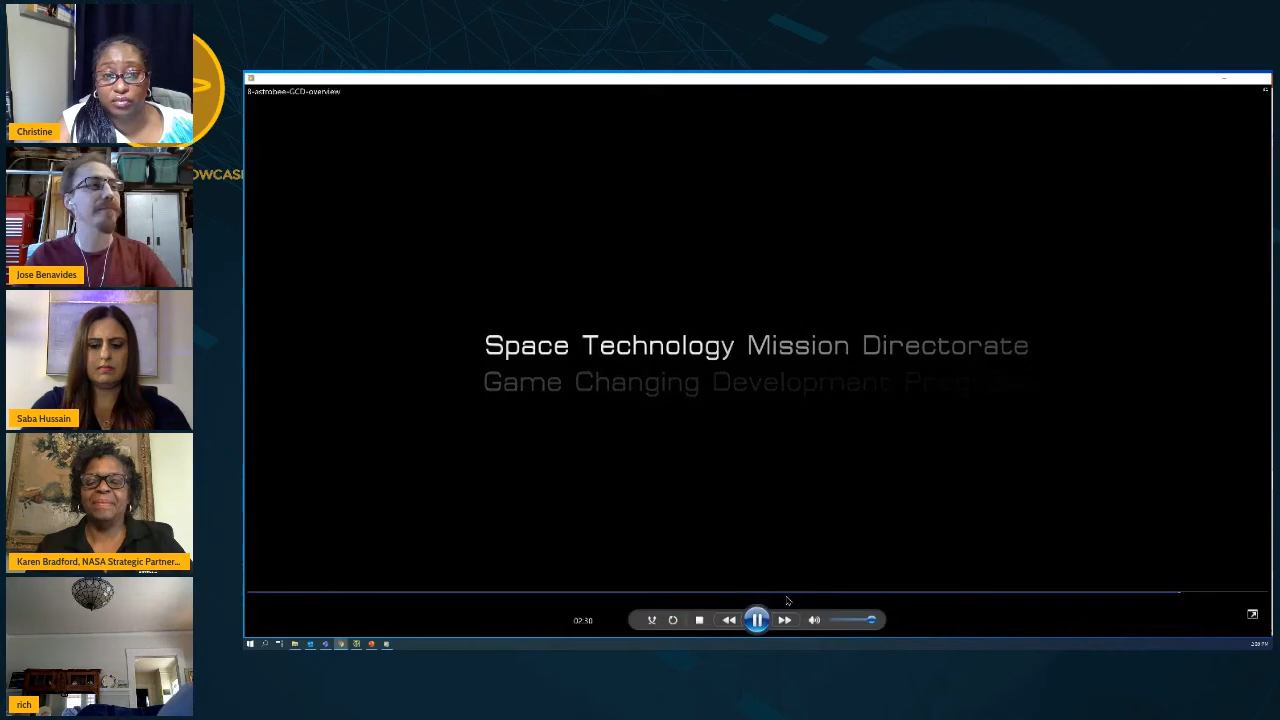 Christine
OWCAS
Jose Benavides
Saba Hussain
Karen Bradford, NASA Strategic Partner...
rich
8-astrobee-GCD-overview
Space Technology Mission Directorate
Game Changing Development
02:30